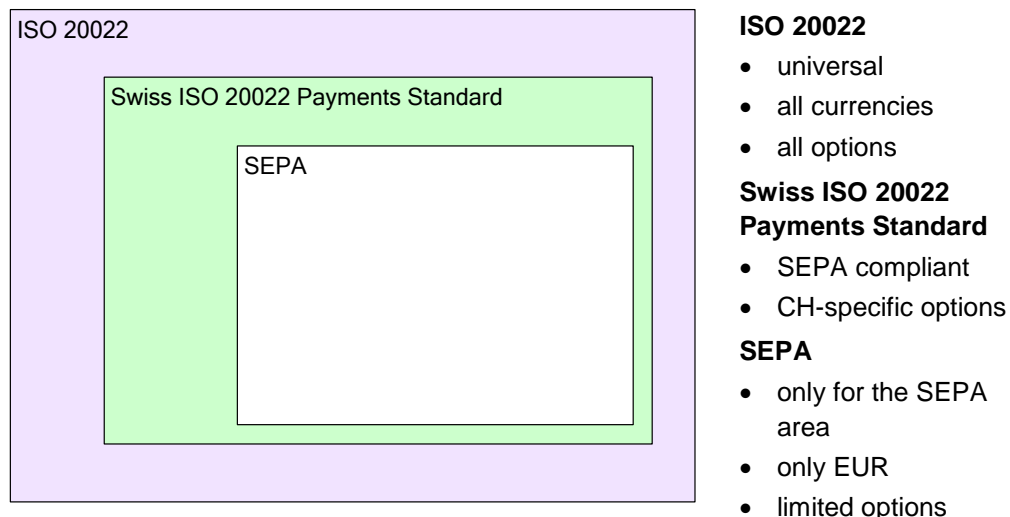 ISO 20022
Swiss ISO 20022 Payments Standard
SEPA
ISO 20022
• universal
• all currencies
• all options
Swiss ISO 20022
Payments Standard
• SEPA compliant
• CH-specific options
SEPA
• only for the SEPA
area
• only EUR
• limited options